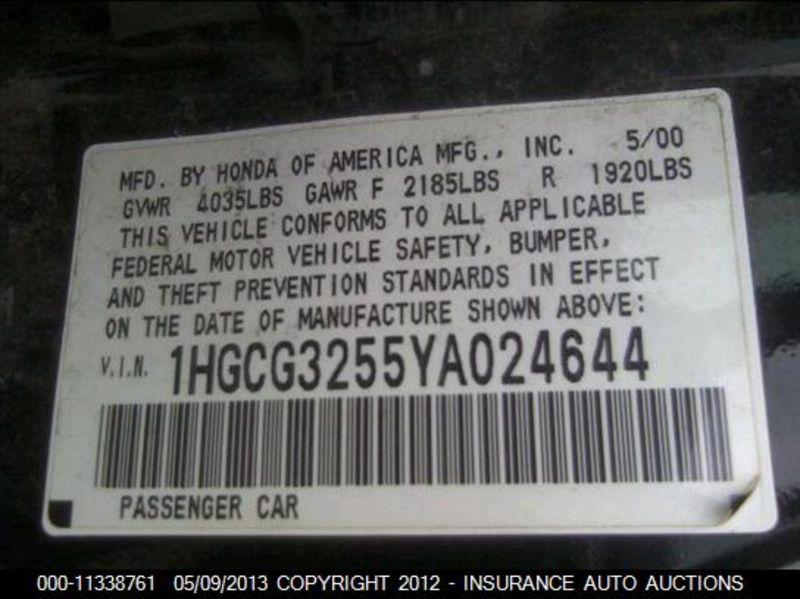 MFD. BY HONDA OF AMERICA MFG., INC. 5/00
GVWR 4035LBS GAWR F 2185LBS R 1920LBS
THIS VEHICLE CONFORMS TO ALL APPLICABLE
FEDERAL MOTOR VEHICLE SAFETY, BUMPER,
AND THEFT PREVENTION STANDARDS IN EFFECT
ON THE DATE OF MANUFACTURE SHOWN ABOVE:
V.I.N. 1HGCG3255YA024644
PASSENGER CAR
000-11338761 05/09/2013 COPYRIGHT 2012 - INSURANCE AUTO AUCTIONS